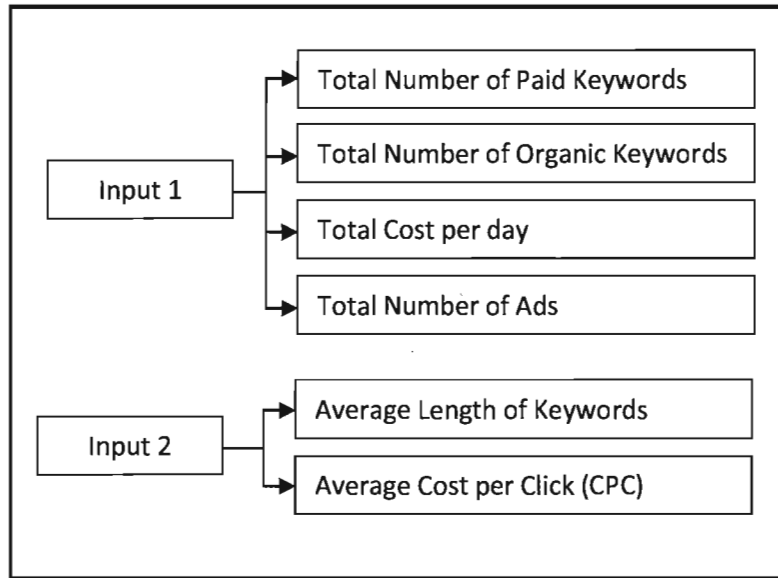 Input 1
Total Number of Paid Keywords
Total Number of Organic Keywords
Total Cost per day
Total Number of Ads
Input 2
Average Length of Keywords
Average Cost per Click (CPC)